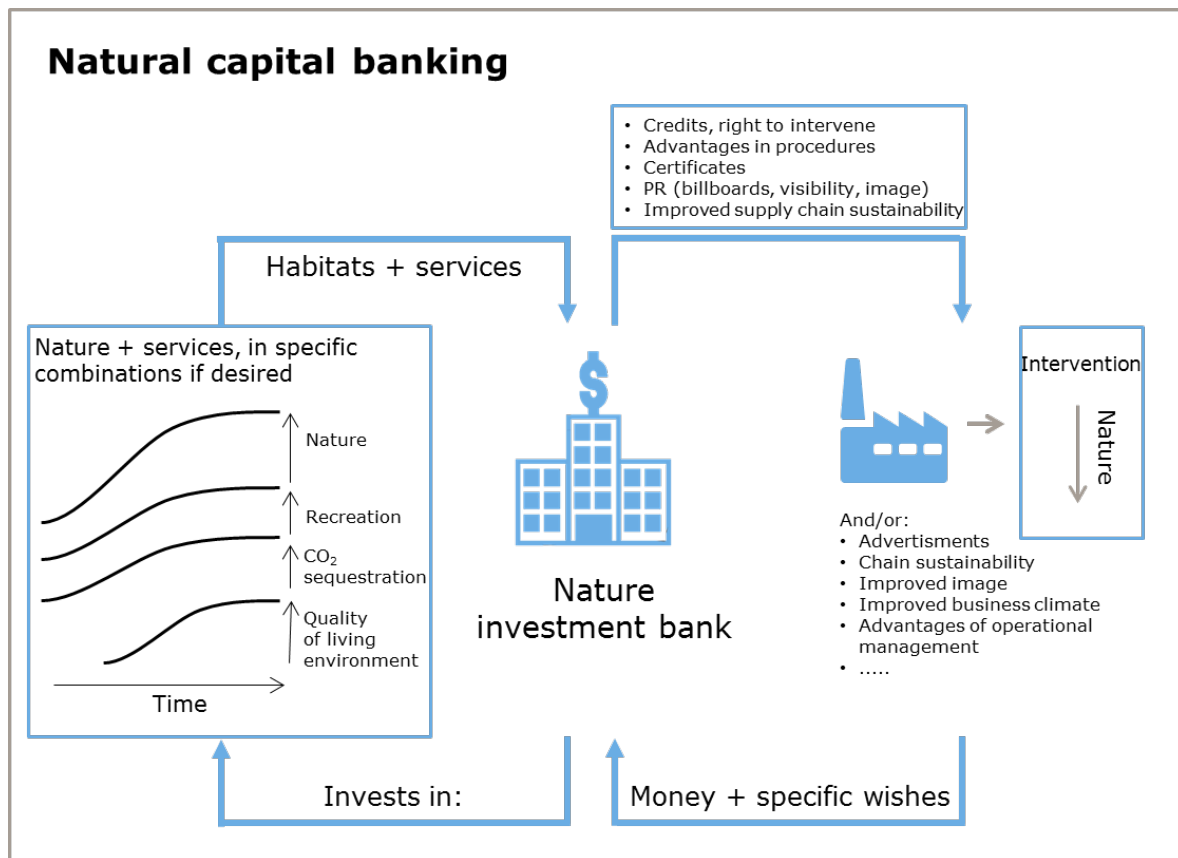 Natural capital banking
• Credits, right to intervene
• Advantages in procedures
• Certificates
• PR (billboards, visibility, image)
• Improved supply chain sustainability
Habitats + services
Nature + services, in specific
combinations if desired
Nature
Recreation
CO₂
sequestration
Quality
of living
environment
Time
$
Nature
investment bank
Intervention
Nature
And/or:
• Advertisments
• Chain sustainability
• Improved image
• Improved business climate
• Advantages of operational
management
• .....
Invests in:
Money + specific wishes